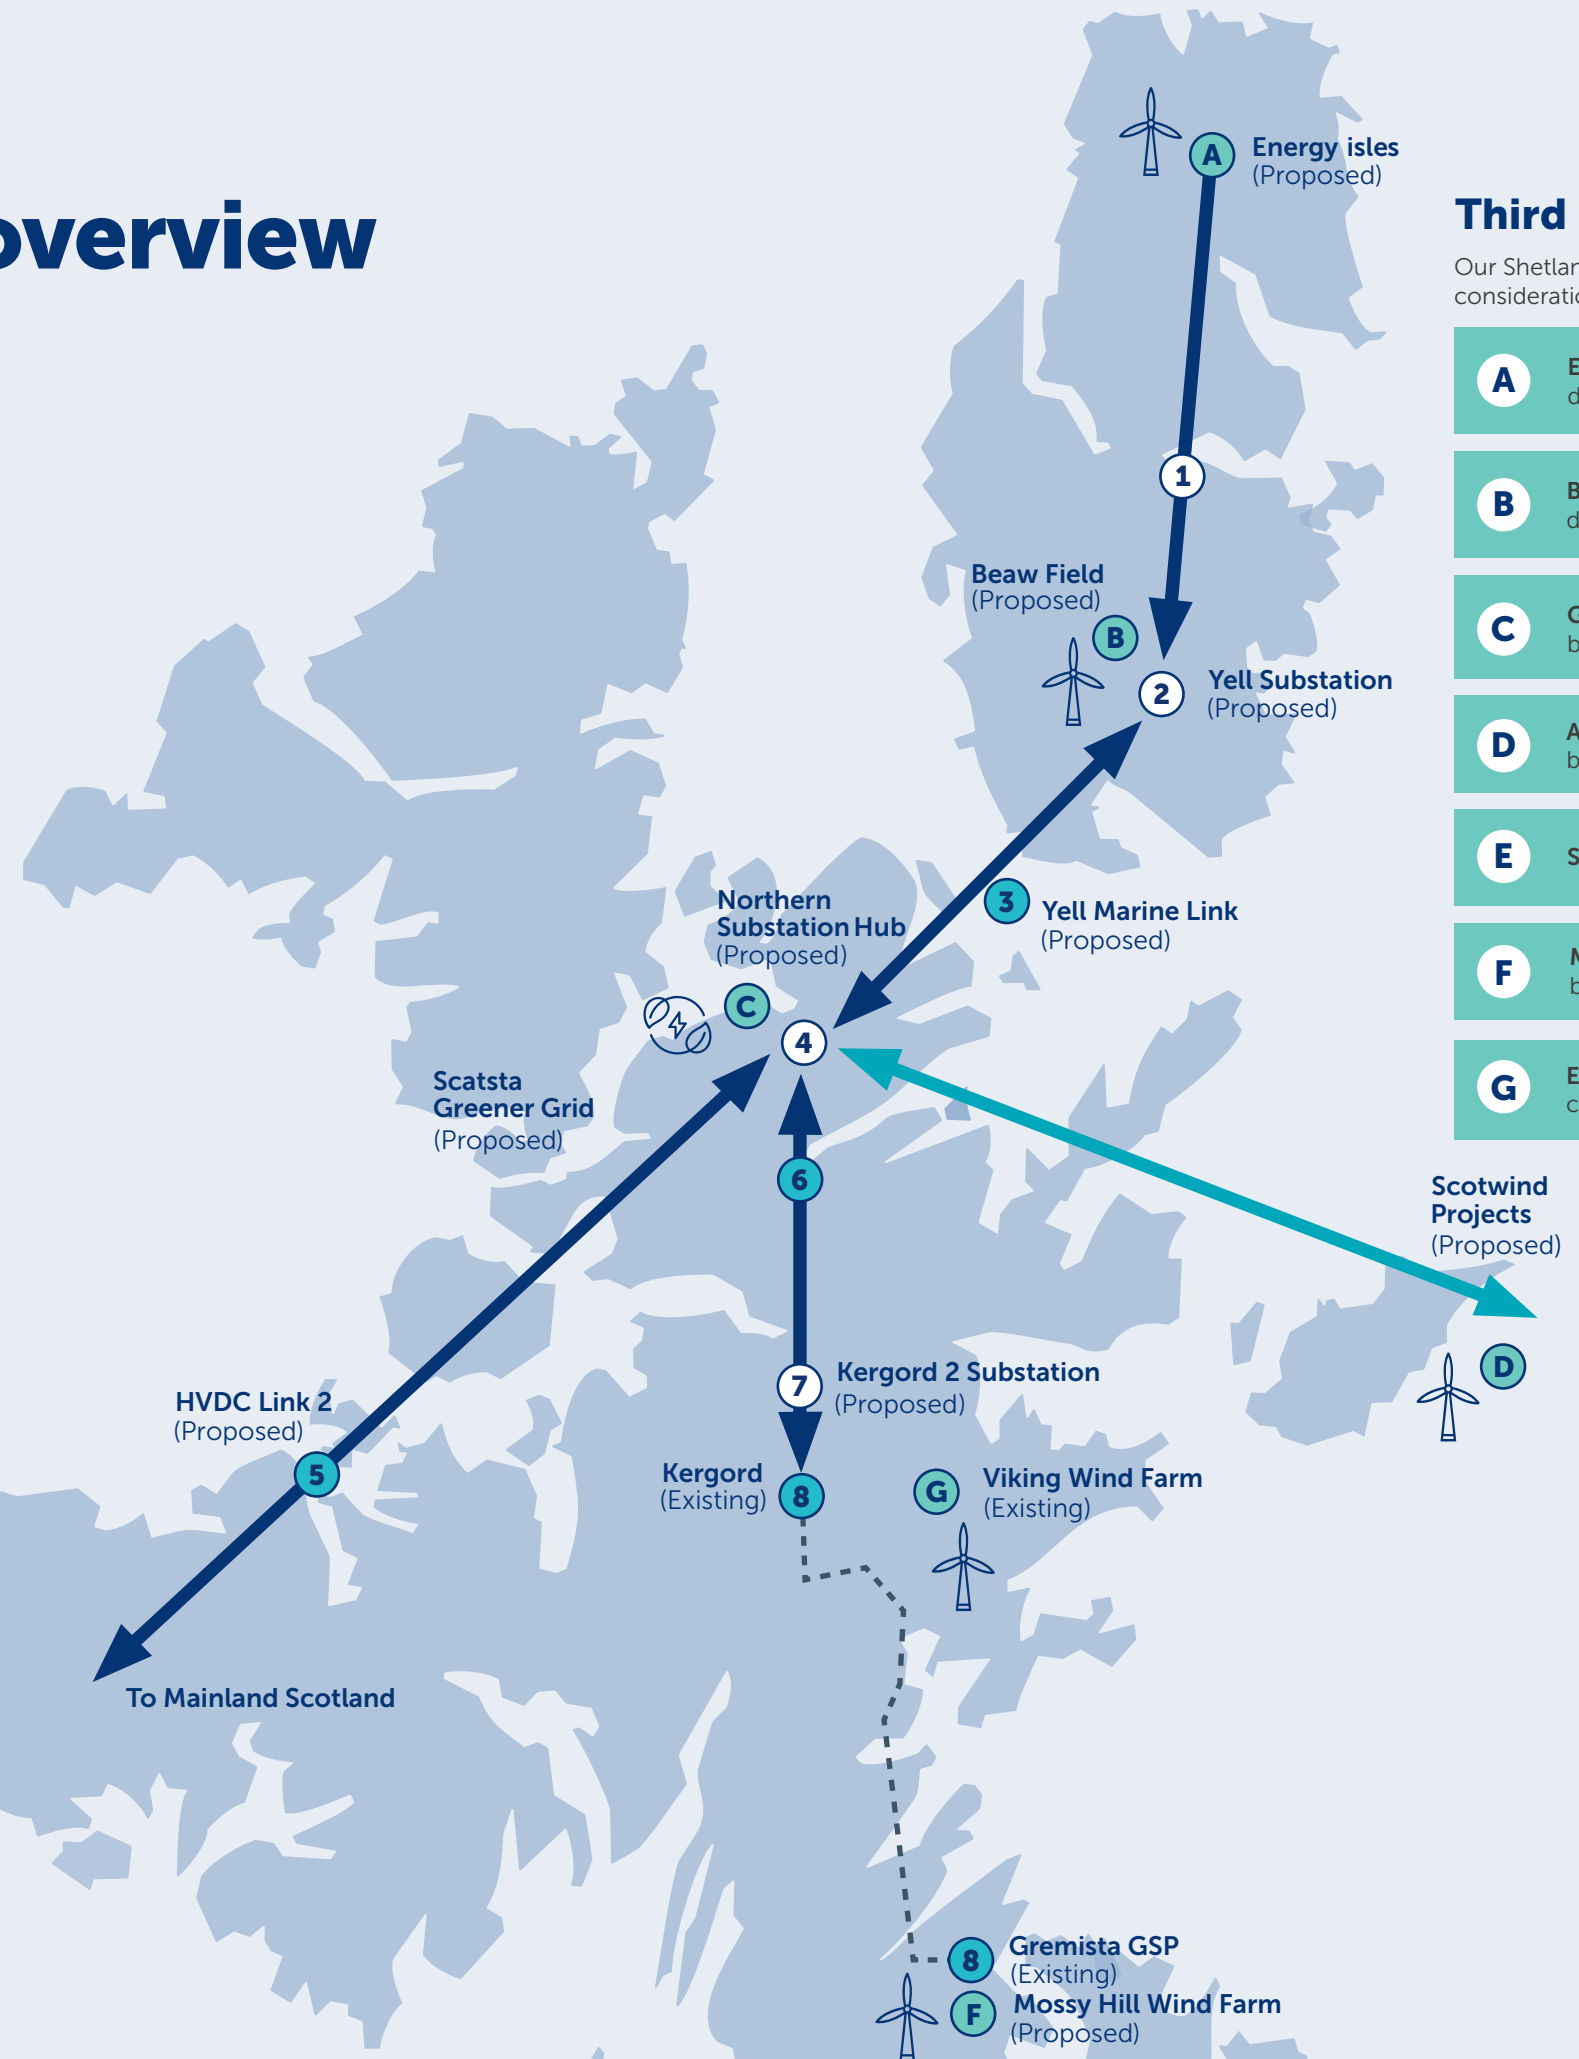 overview
A
Energy isles
(Proposed)
1
Beaw Field
(Proposed)
B
2
Yell Substation
(Proposed)
3
Yell Marine Link
(Proposed)
Northern
Substation Hub
(Proposed)
C
4
Scatsta
Greener Grid
(Proposed)
6
HVDC Link 2
(Proposed)
5
To Mainland Scotland
7
Kergord 2 Substation
(Proposed)
Kergord
(Existing)
8
G
Viking Wind Farm
(Existing)
8
Gremista GSP
(Existing)
F
Mossy Hill Wind Farm
(Proposed)
Scotwind
Projects
(Proposed)
D
Third
Our
A
B
C
D
E
F
G